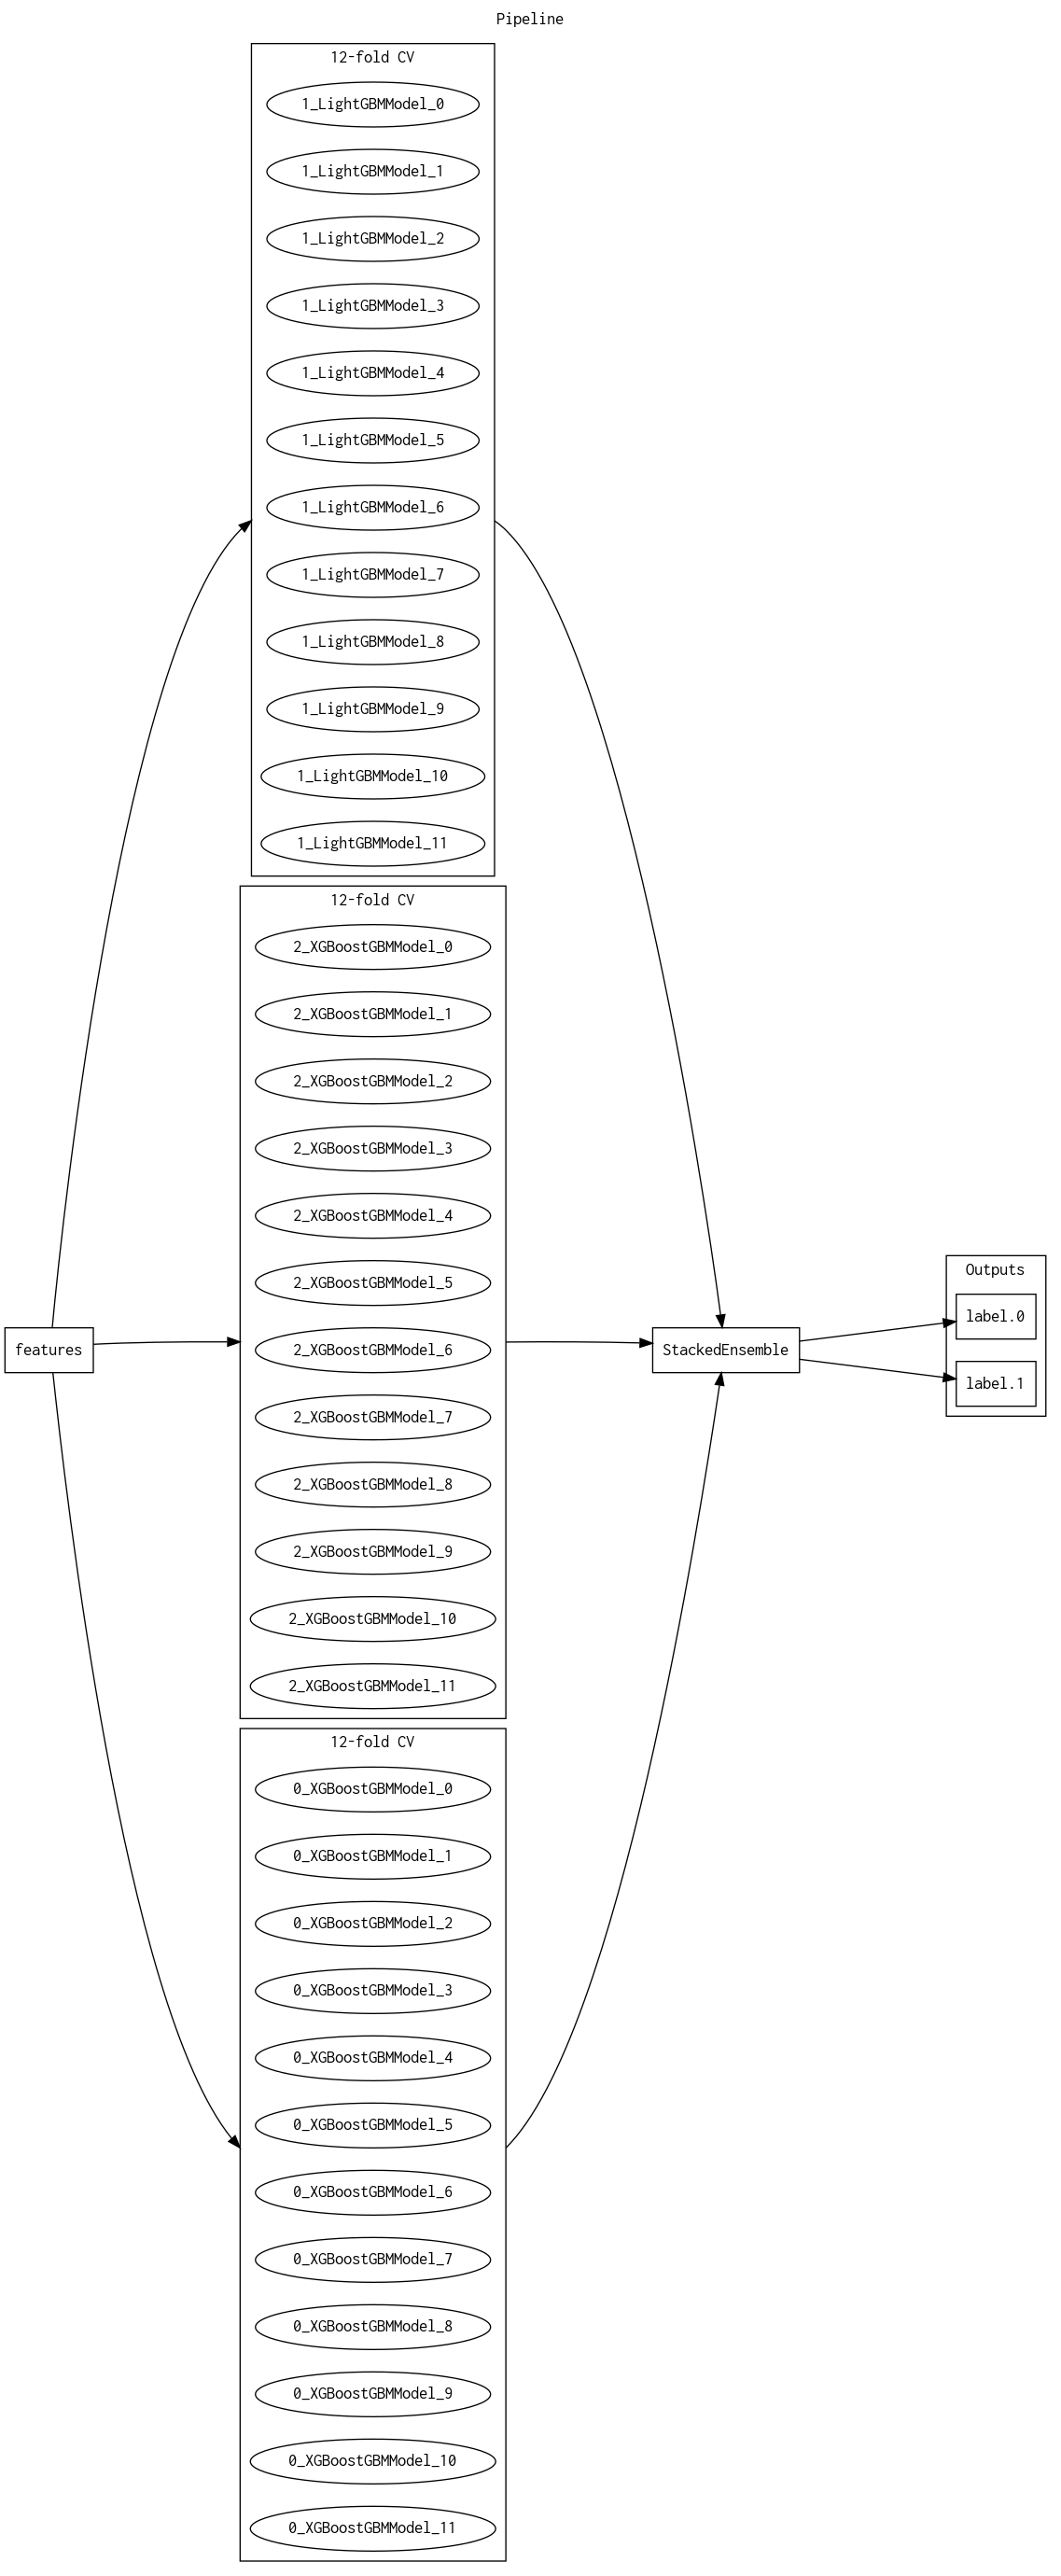 Pipeline
12-fold CV
1_LightGBMModel_0
1_LightGBMModel_1
1_LightGBMModel_2
1_LightGBMModel_3
1_LightGBMModel_4
1_LightGBMModel_5
1_LightGBMModel_6
1_LightGBMModel_7
1_LightGBMModel_8
1_LightGBMModel_9
1_LightGBMModel_10
1_LightGBMModel_11
12-fold CV
2_XGBoostGBMModel_0
2_XGBoostGBMModel_1
2_XGBoostGBMModel_2
2_XGBoostGBMModel_3
2_XGBoostGBMModel_4
2_XGBoostGBMModel_5
2_XGBoostGBMModel_6
2_XGBoostGBMModel_7
2_XGBoostGBMModel_8
2_XGBoostGBMModel_9
2_XGBoostGBMModel_10
2_XGBoostGBMModel_11
12-fold CV
0_XGBoostGBMModel_0
0_XGBoostGBMModel_1
0_XGBoostGBMModel_2
0_XGBoostGBMModel_3
0_XGBoostGBMModel_4
0_XGBoostGBMModel_5
0_XGBoostGBMModel_6
0_XGBoostGBMModel_7
0_XGBoostGBMModel_8
0_XGBoostGBMModel_9
0_XGBoostGBMModel_10
0_XGBoostGBMModel_11
features
StackedEnsemble
Outputs
label.0
label.1